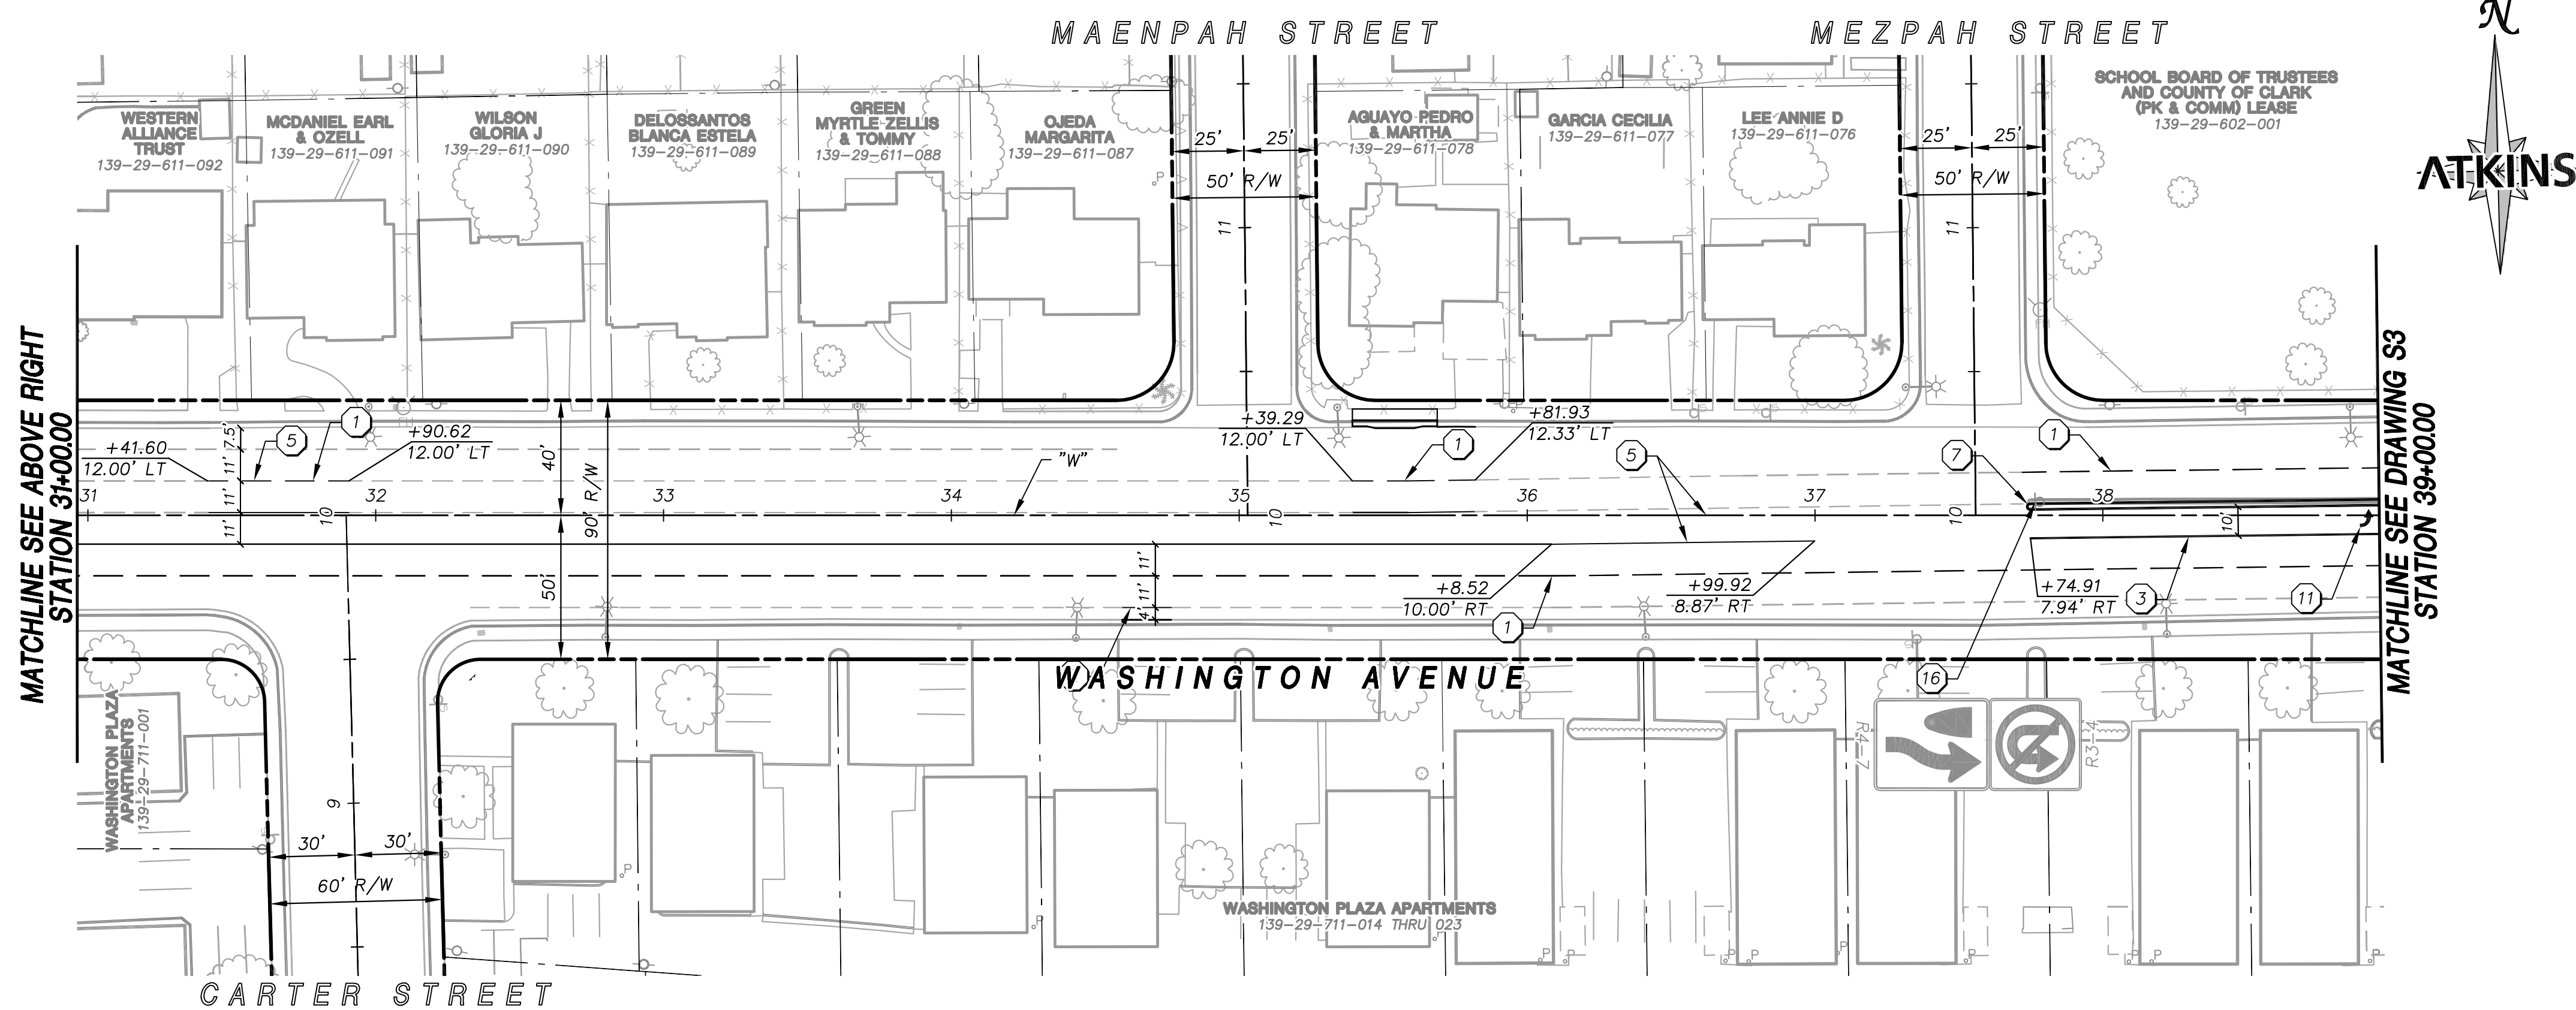 MAENPAH STREET
MEZPAH STREET
N
ATKINS
WESTERN
ALLIANCE
TRUST
139-29-611-092
MCDANIEL EARL
& OZELL
139-29-611-091
WILSON
GLORIA J
139-29-611-090
DELOSSANTOS
BLANCA ESTELA
139-29-611-089
GREEN
MYRTLE ZELLIS
& TOMMY
139-29-611-088
OJEDA
MARGARITA
139-29-611-087
AGUAYO PEDRO
& MARTHA
139-29-611-078
GARCIA CECILIA
139-29-611-077
LEE ANNIE D
139-29-611-076
SCHOOL BOARD OF TRUSTEES
AND COUNTY OF CLARK
(PK & COMM) LEASE
139-29-602-001
25' 25'
50' R/W
11
25' 25'
50' R/W
11
P
MATCHLINE SEE ABOVE RIGHT
STATION 31+00.00
MATCHLINE SEE DRAWING S3
STATION 39+00.00
+41.60
12.00' LT
7.5'
11'
11'
11'
5
1
+90.62
12.00' LT
40'
90' R/W
50'
"W"
+39.29
12.00' LT
1
+81.93
12.33' LT
5
7
1
31
32
33
34
35
36
37
38
10
10
10
10'
11'
11'
4'
+8.52
10.00' RT
1
+99.92
8.87' RT
+74.91
7.94' RT
3
11
16
WASHINGTON AVENUE
R4-7
R3-4
WASHINGTON PLAZA
APARTMENTS
139-29-711-001
9
30' 30'
60' R/W
P
P
WASHINGTON PLAZA APARTMENTS
139-29-711-014 THRU 023
P
P
P
P
P
P
P
P
P
P
CARTER STREET